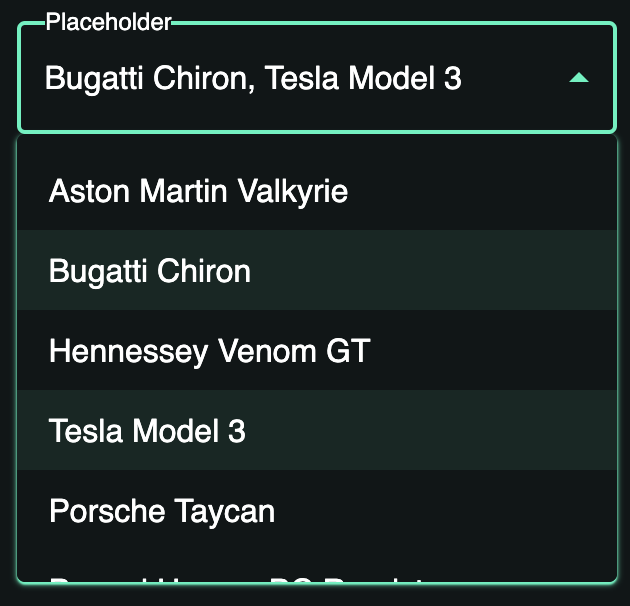 Placeholder
Bugatti Chiron, Tesla Model 3
Aston Martin Valkyrie
Bugatti Chiron
Hennessey Venom GT
Tesla Model 3
Porsche Taycan